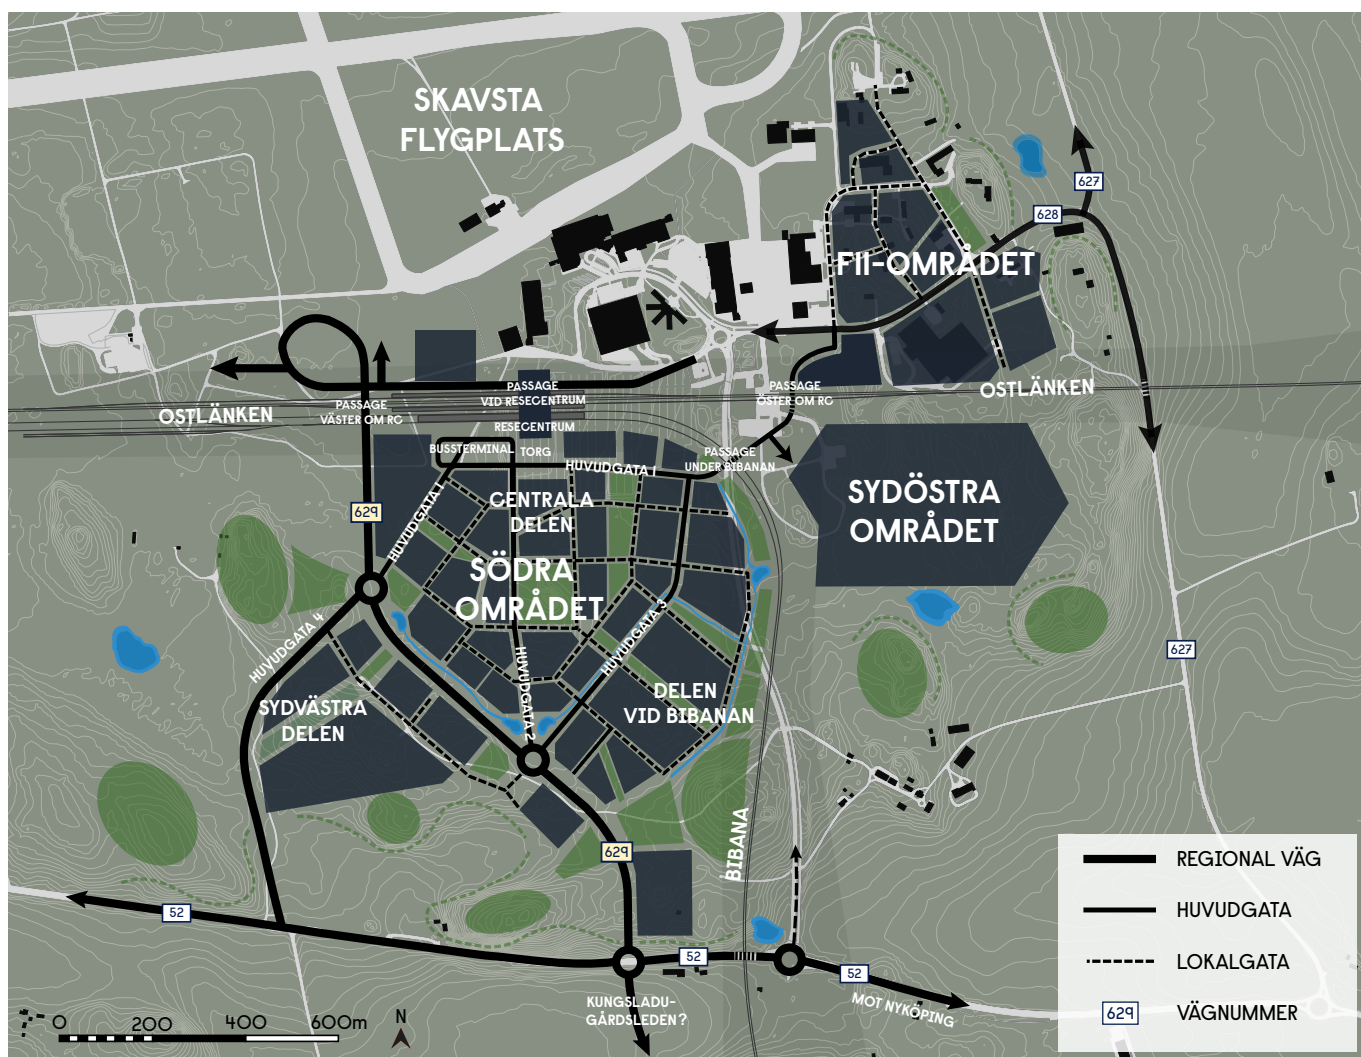 SKAVSTA
FLYGPLATS
627
628
FII-OMRÅDET
OSTLÄNKEN
PASSAGE
VÄSTER OM RC
PASSAGE
VID RESECENTRUM
RESECENTRUM
PASSAGE
ÖSTER OM RC
OSTLÄNKEN
BUSSTERMINAL
TORG
HUVUDGATA 1
PASSAGE
UNDER BIBANAN
629
HUVUDGATA 1
CENTRALA
DELEN
SYDÖSTRA
OMRÅDET
SÖDRA
OMRÅDET
HUVUDGATA 4
HUVUDGATA 3
HUVUDGATA 2
627
SYDVÄSTRA
DELEN
DELEN
VID BIBANAN
629
BIBANA
52
52
52
MOT NYKÖPING
KUNGSLADU-
GÅRDSLEDEN?
0 200 400 600m
N
REGIONAL VÄG
HUVUDGATA
LOKALGATA
629 VÄGNUMMER